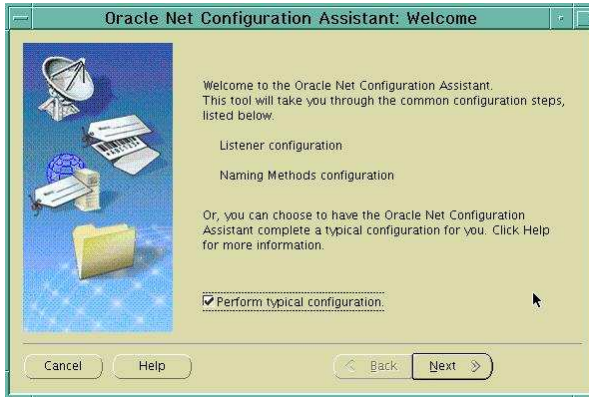 Oracle Net Configuration Assistant: Welcome
Welcome to the Oracle Net Configuration Assistant.
This tool will take you through the common configuration steps,
listed below.
Listener configuration
Naming Methods configuration
Or, you can choose to have the Oracle Net Configuration
Assistant complete a typical configuration for you. Click Help
for more information.
Perform typical configuration.
Cancel Help Back Next